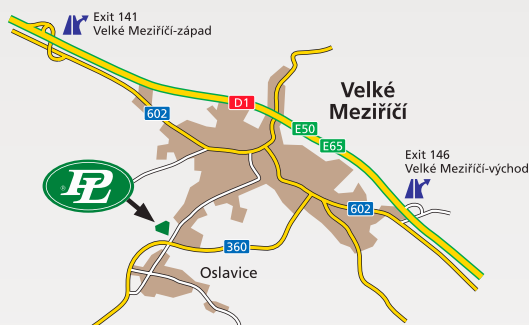 Exit 141
Velké Meziříčí-západ
Velké
Meziříčí
D1
602
E50
E65
Exit 146
Velké Meziříčí-východ
® PL
602
360
Oslavice